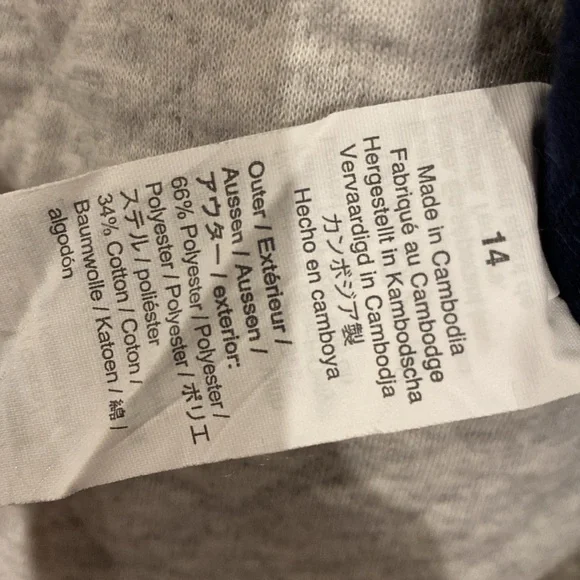 14
Made in Cambodia
Fabriqué au Cambodge
Hergestellt in Kambodscha
Vervaardigd in Cambodja
カンボジア製
Hecho en camboya
Outer / Extérieur /
Aussen / Aussen /
アウター / exterior:
66% Polyester / Polyester /
Polyester / Polyester / ポリエ
ステル / poliéster
34% Cotton / Coton /
Baumwolle / Katoen / 綿 /
algodón